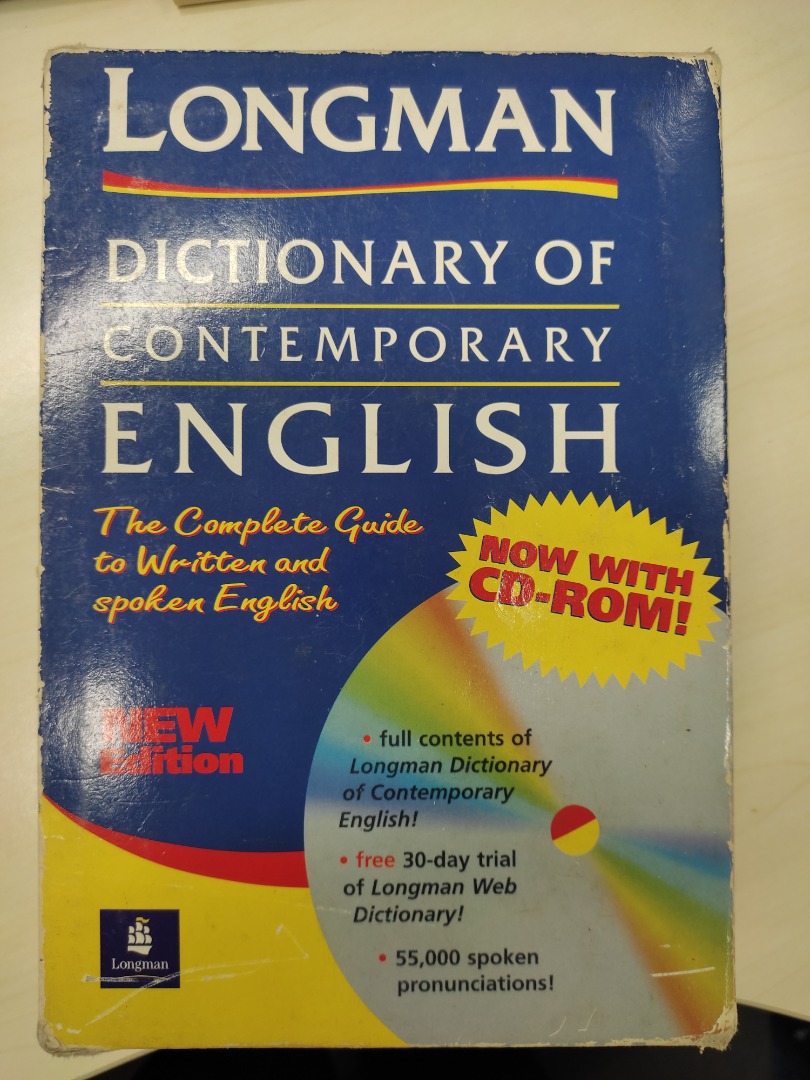 LONGMAN
DICTIONARY OF
CONTEMPORARY
ENGLISH
The Complete Guide
to Written and
spoken English
NOW WITH
CD-ROM!
NEW
Edition
• full contents of
Longman Dictionary
of Contemporary
English!
• free 30-day trial
of Longman Web
Dictionary!
• 55,000 spoken
pronunciations!
Longman